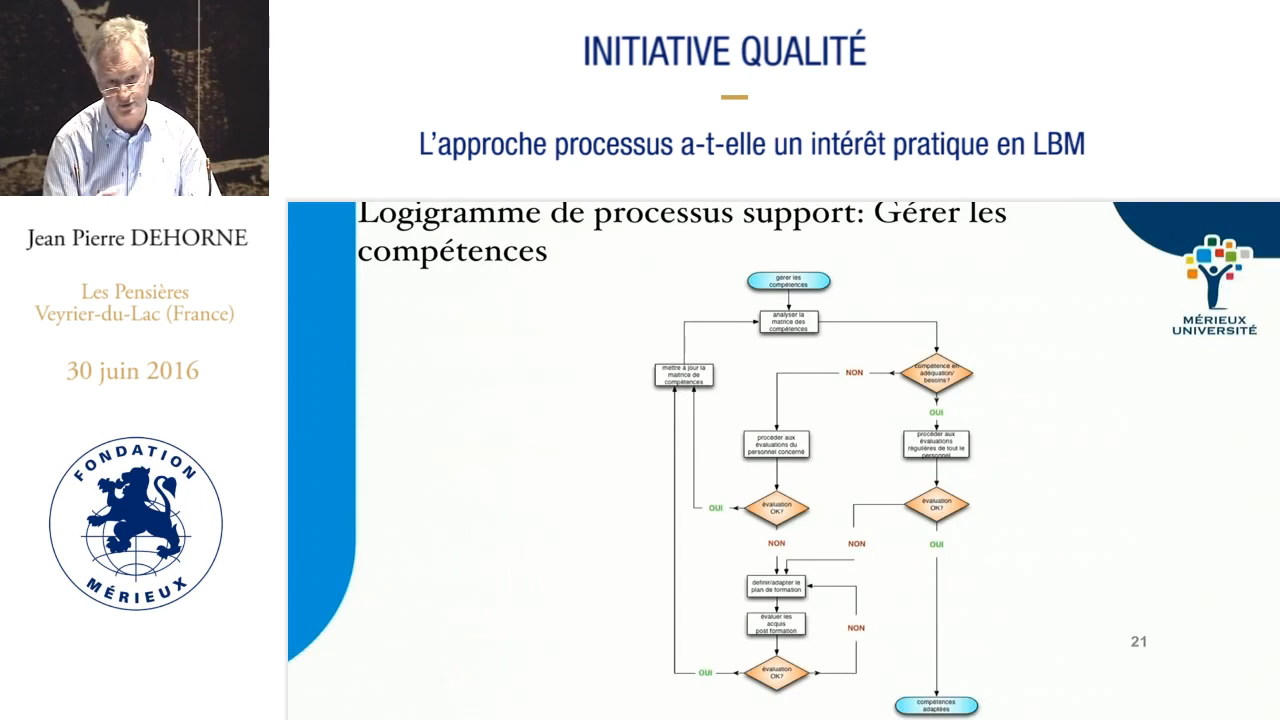 INITIATIVE QUALITÉ
L'approche processus a-t-elle un intérêt pratique en LBM
Jean Pierre DEHORNE
Les Pensières
Veyrier-du-Lac (France)
30 juin 2016
FONDATION
MÉRIEUX
Logigramme de processus support: Gérer les
compétences
MÉRIEUX
UNIVERSITÉ
gérer les
compétences
analyser la
matrice des
compétences
mettre à jour la
maitrice de
compétences
compétence en
adéquation/
besoins?
NON
OUI
procéder aux
évaluations du
personnel concerné
procéder aux
évaluations
régulières de tout le
personnel
évaluation
OK?
OUI
évaluation
OK?
NON
NON
OUI
définir/adapter le
plan de formation
évaluer les
acquis
post formation
NON
évaluation
OK?
OUI
compétences
adaptées
21